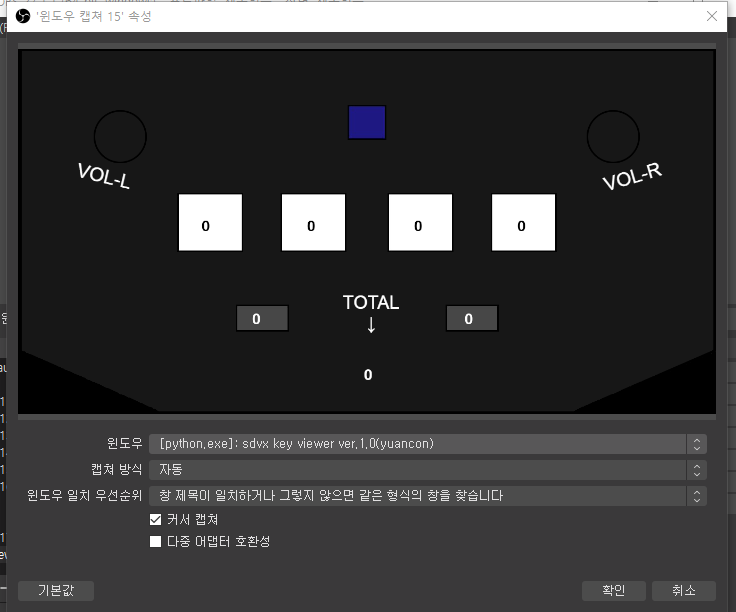 '윈도우 캡쳐 15' 속성
VOL-L
VOL-R
0 0 0 0
TOTAL
0 ↓ 0
0
윈도우 [python.exe]: sdvx key viewer ver.1.0(yuancon)
캡쳐 방식 자동
윈도우 일치 우선순위 창 제목이 일치하거나 그렇지 않으면 같은 형식의 창을 찾습니다
커서 캡쳐
다중 어댑터 호환성
기본값 확인 취소